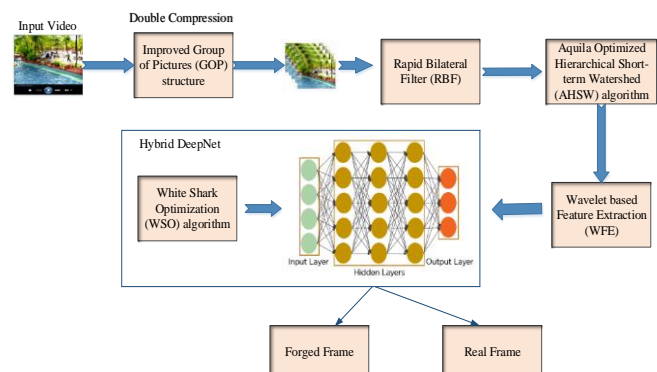 Input Video
Double Compression
Improved Group
of Pictures (GOP)
structure
Rapid Bilateral
Filter (RBF)
Aquila Optimized
Hierarchical Short-
term Watershed
(AHSW) algorithm
Hybrid DeepNet
White Shark
Optimization
(WSO) algorithm
Input Layer
Hidden Layers
Output Layer
Wavelet based
Feature Extraction
(WFE)
Forged Frame
Real Frame